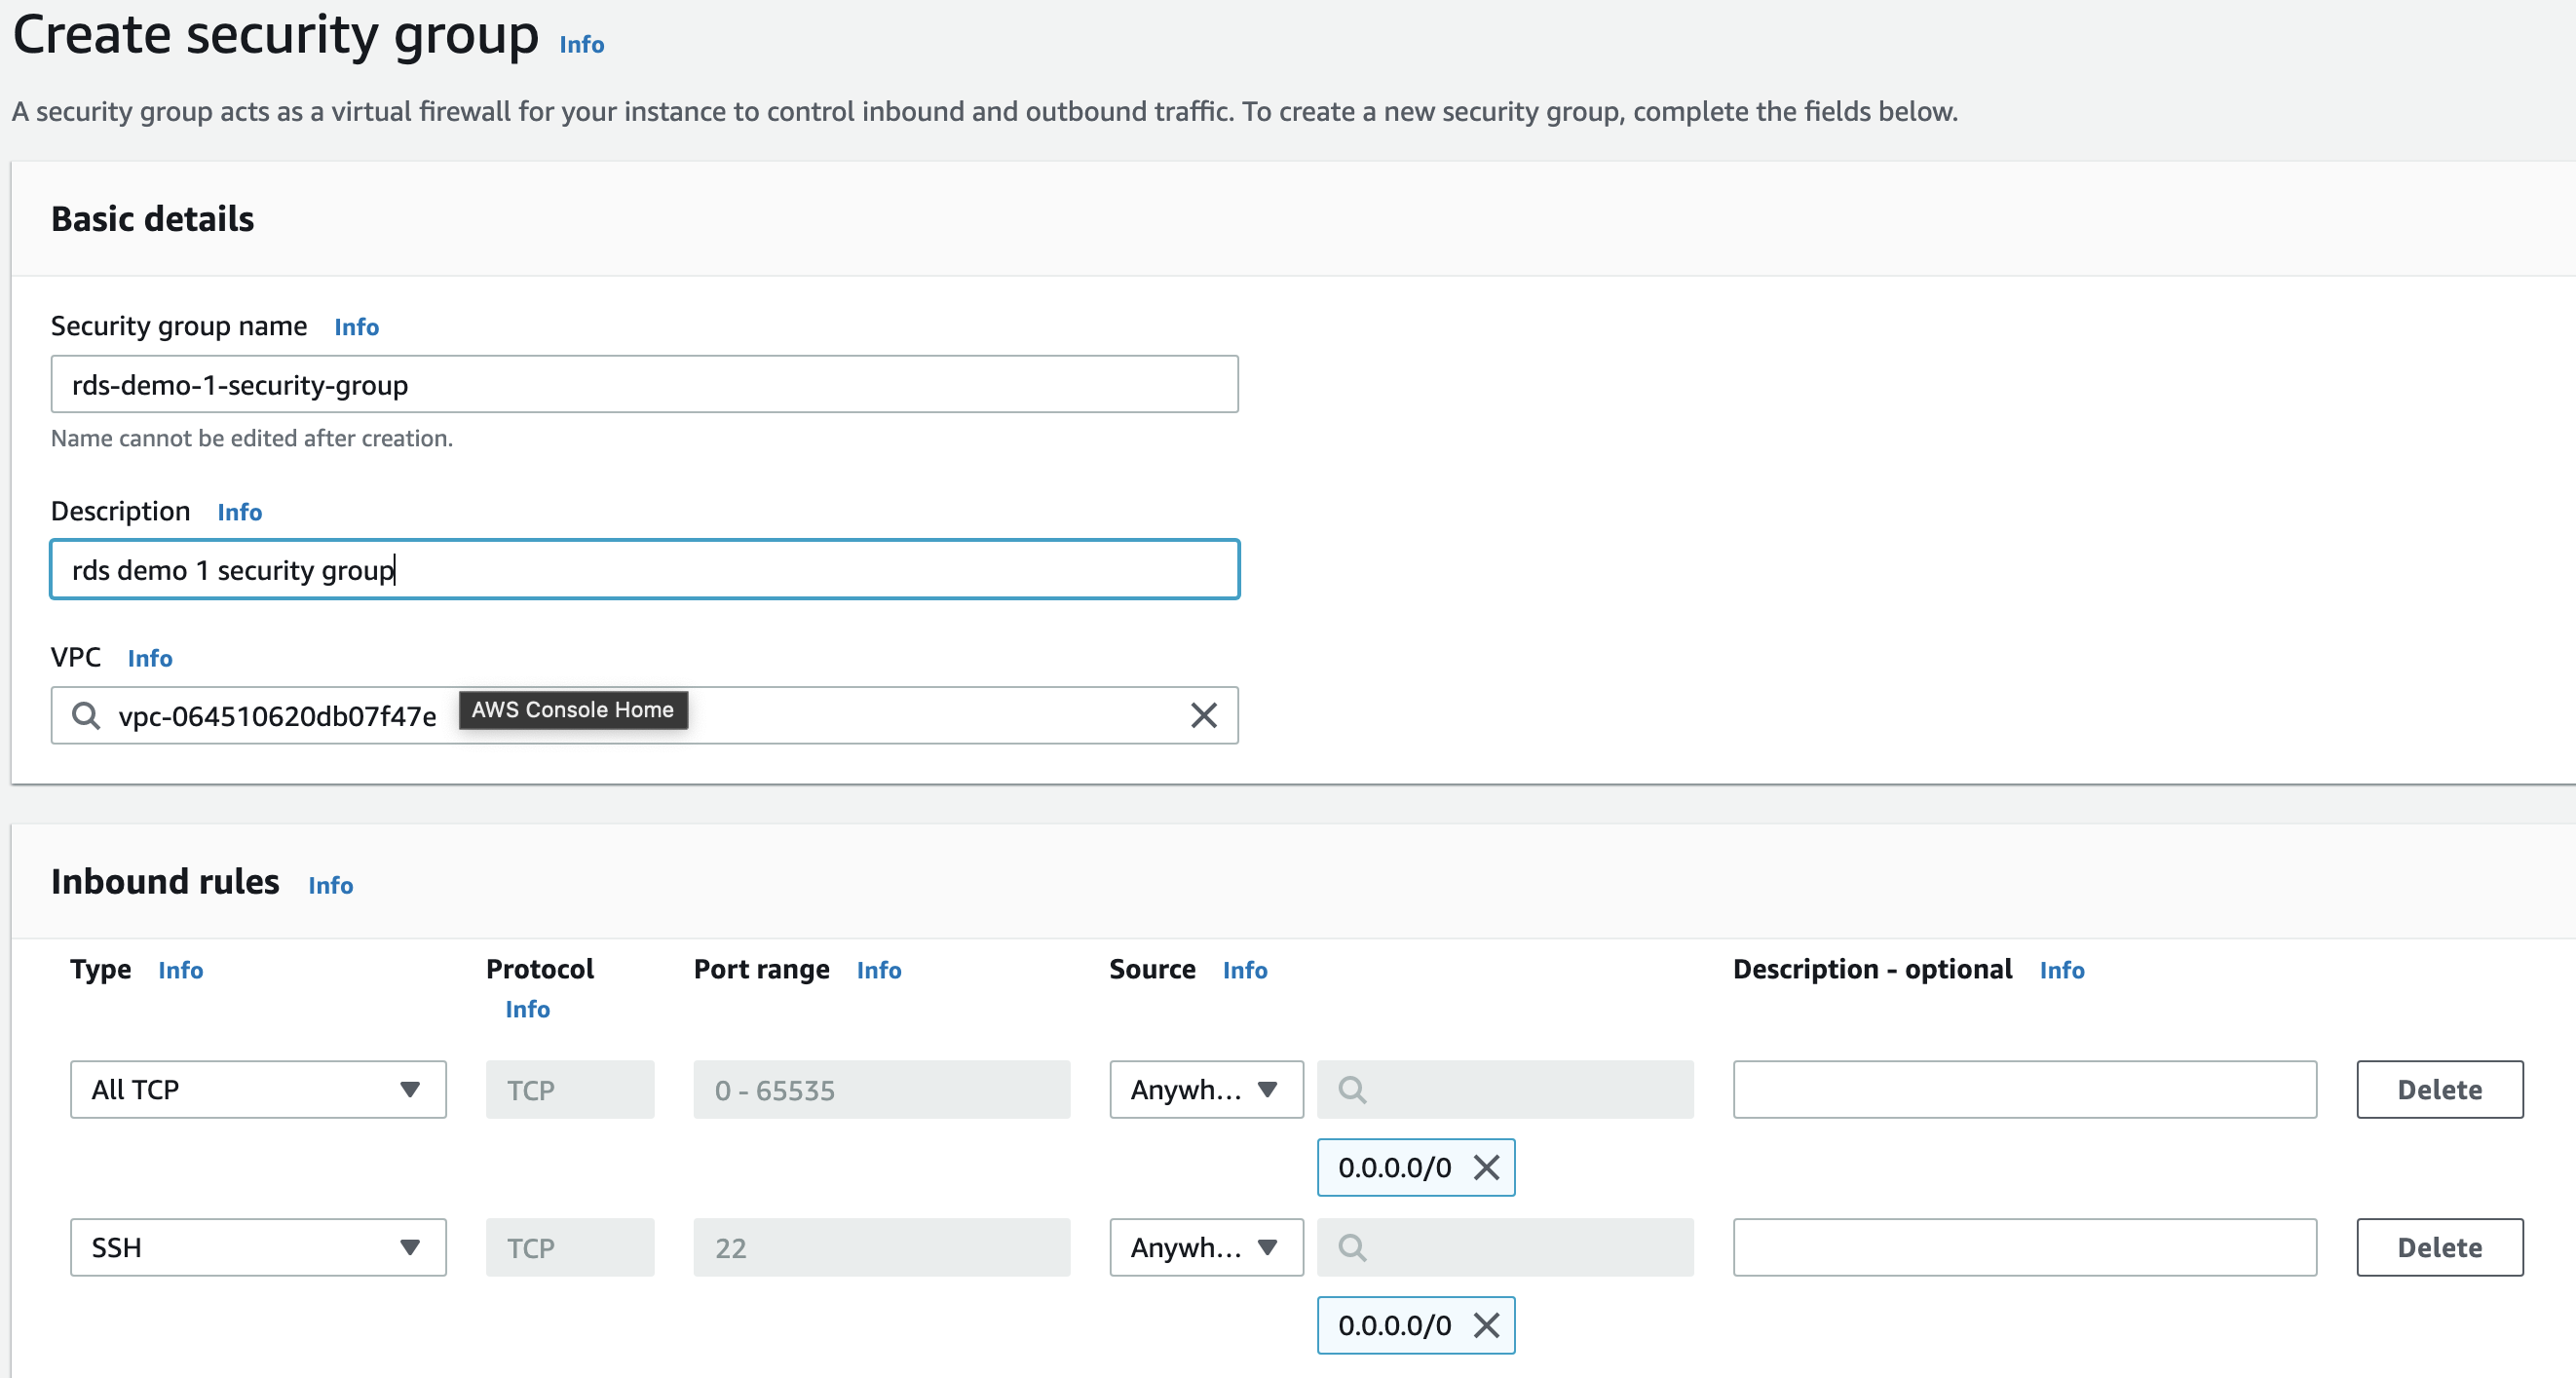 Create security group Info
A security group acts as a virtual firewall for your instance to control inbound and outbound traffic. To create a new security group, complete the fields below.
Basic details
Security group name Info
rds-demo-1-security-group
Name cannot be edited after creation.
Description Info
rds demo 1 security group
VPC Info
vpc-064510620db07f47e AWS Console Home
Inbound rules Info
Type Info Protocol Info Port range Info Source Info Description - optional Info
All TCP TCP 0 - 65535 Anywh... Delete
0.0.0.0/0
SSH TCP 22 Anywh... Delete
0.0.0.0/0